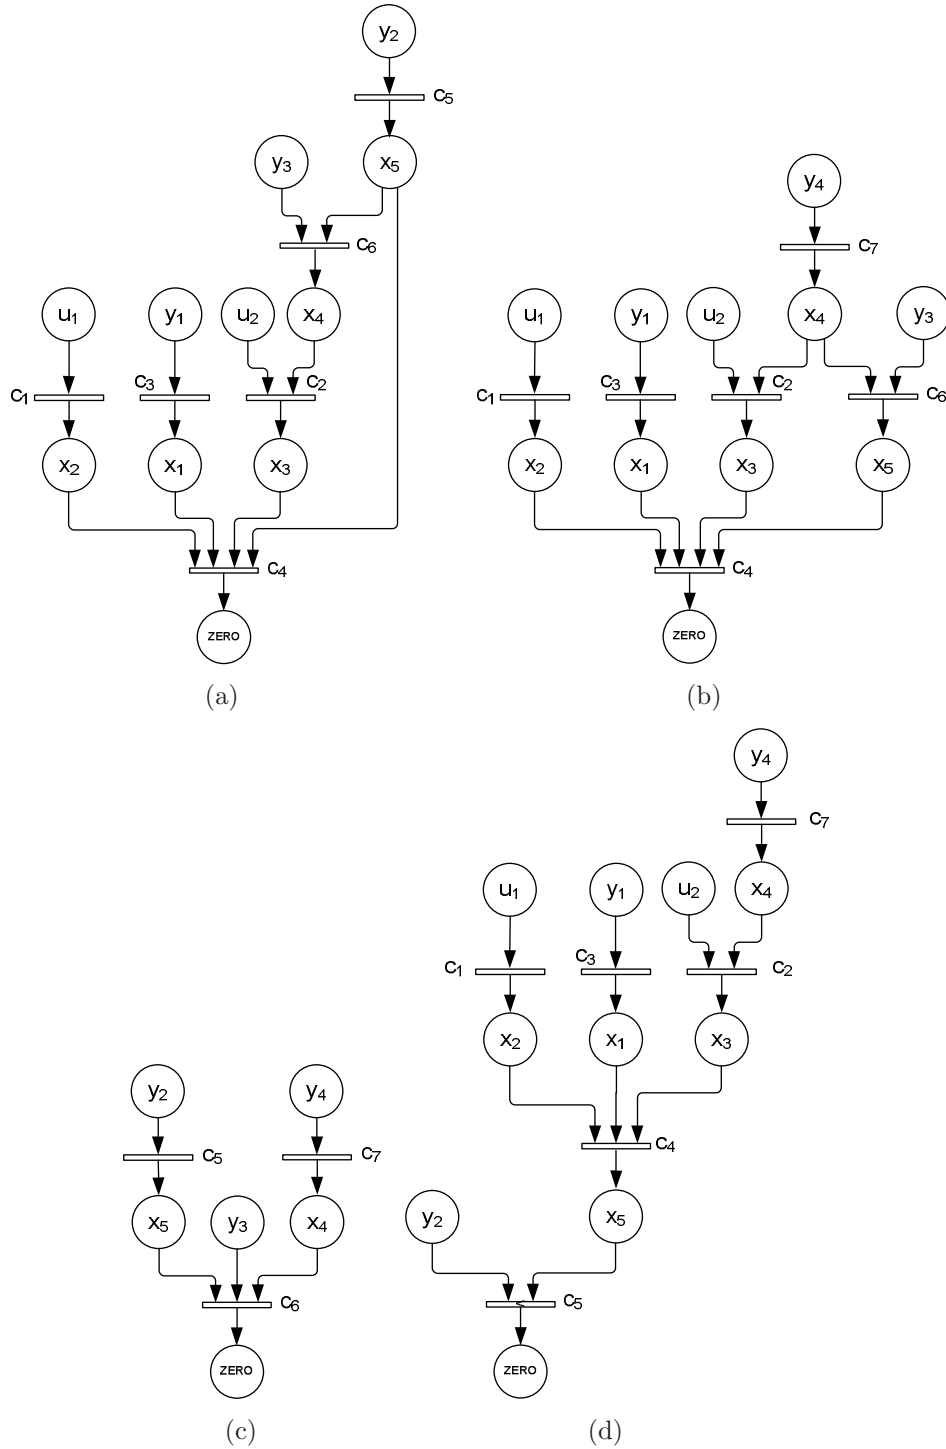 y₂
c₅
y₃ x₅
c₆
u₁ y₁ u₂ x₄
c₁ c₃ c₂
x₂ x₁ x₃
c₄
ZERO
(a)
y₄
c₇
u₁ y₁ u₂ x₄ y₃
c₁ c₃ c₂ c₆
x₂ x₁ x₃ x₅
c₄
ZERO
(b)
y₂ y₄
c₅ c₇
x₅ y₃ x₄
c₆
ZERO
(c)
y₄
c₇
u₁ y₁ u₂ x₄
c₁ c₃ c₂
x₂ x₁ x₃
c₄
y₂ x₅
c₅
ZERO
(d)